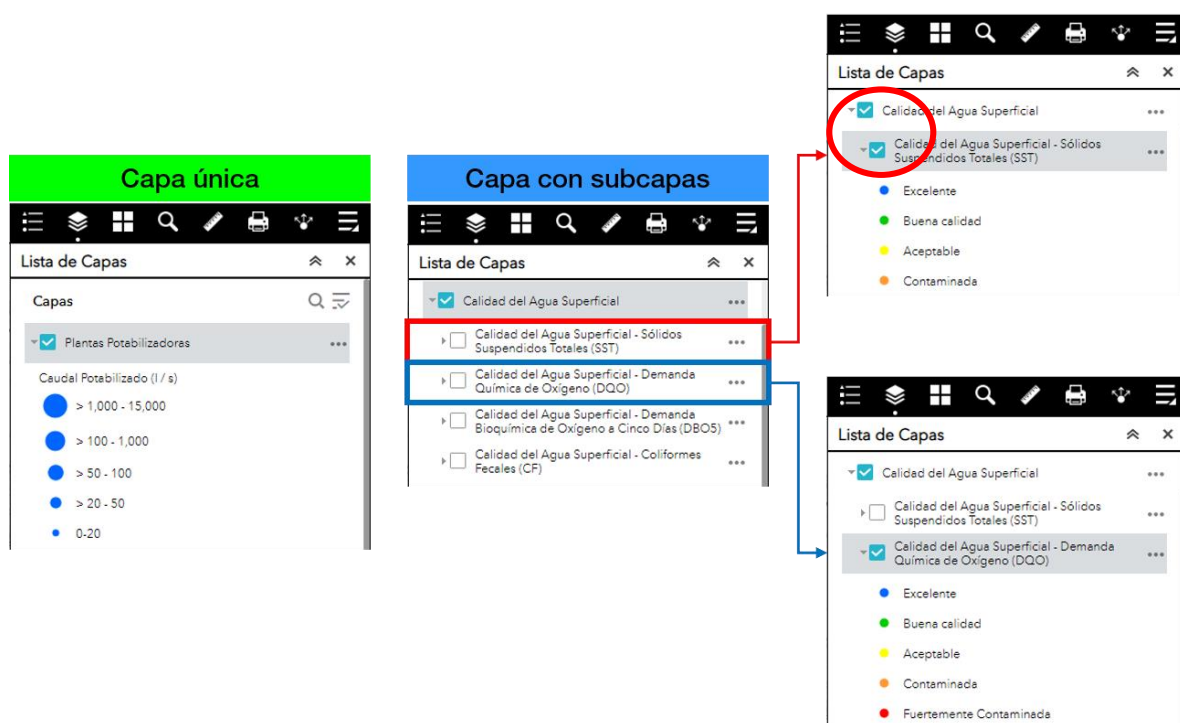 Capa única
Lista de Capas
Capas
Plantas Potabilizadoras
Caudal Potabilizado (l / s)
> 1,000 - 15,000
> 100 - 1,000
> 50 - 100
> 20 - 50
0-20
Capa con subcapas
Lista de Capas
Calidad del Agua Superficial
Calidad del Agua Superficial - Sólidos
Suspendidos Totales (SST)
Calidad del Agua Superficial - Demanda
Química de Oxígeno (DQO)
Calidad del Agua Superficial - Demanda
Bioquímica de Oxígeno a Cinco Días (DBO5)
Calidad del Agua Superficial - Coliformes
Fecales (CF)
Lista de Capas
Calidad del Agua Superficial
Calidad del Agua Superficial - Sólidos
Suspendidos Totales (SST)
Excelente
Buena calidad
Aceptable
Contaminada
Lista de Capas
Calidad del Agua Superficial
Calidad del Agua Superficial - Sólidos
Suspendidos Totales (SST)
Calidad del Agua Superficial - Demanda
Química de Oxígeno (DQO)
Excelente
Buena calidad
Aceptable
Contaminada
Fuertemente Contaminada